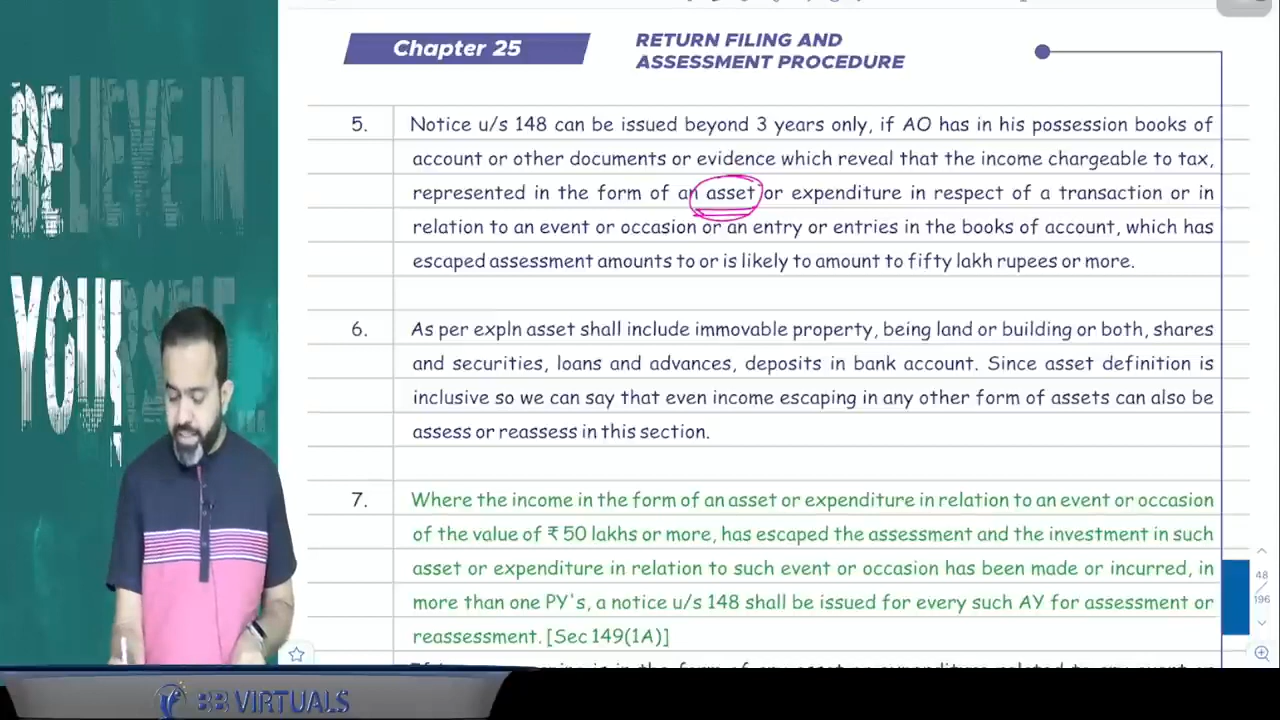 BELIEVE IN
YOURSELF...
Chapter 25
RETURN FILING AND
ASSESSMENT PROCEDURE
5. Notice u/s 148 can be issued beyond 3 years only, if AO has in his possession books of
account or other documents or evidence which reveal that the income chargeable to tax,
represented in the form of an asset or expenditure in respect of a transaction or in
relation to an event or occasion or an entry or entries in the books of account, which has
escaped assessment amounts to or is likely to amount to fifty lakh rupees or more.
6. As per expln asset shall include immovable property, being land or building or both, shares
and securities, loans and advances, deposits in bank account. Since asset definition is
inclusive so we can say that even income escaping in any other form of assets can also be
assess or reassess in this section.
7. Where the income in the form of an asset or expenditure in relation to an event or occasion
of the value of ₹ 50 lakhs or more, has escaped the assessment and the investment in such
asset or expenditure in relation to such event or occasion has been made or incurred, in
more than one PY's, a notice u/s 148 shall be issued for every such AY for assessment or
reassessment. [Sec 149(1A)]
48
196
BB VIRTUALS